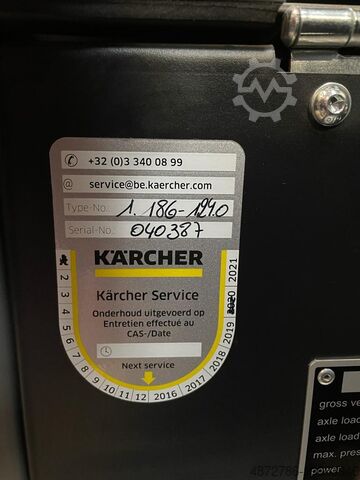 +32 (0)3 340 08 99
@ service@be.kaercher.com
Type-No.: 1.186-124.0
Serial-No.: 040387
KÄRCHER
Kärcher Service
Onderhoud uitgevoerd op
Entretien effectué au
CAS-/Date
Next service
2 3 4 5 6 7 8 9 10 11 12 2016 2017 2018 2019 2020 2021
gross ve
axle load
axle load
max. pres
power